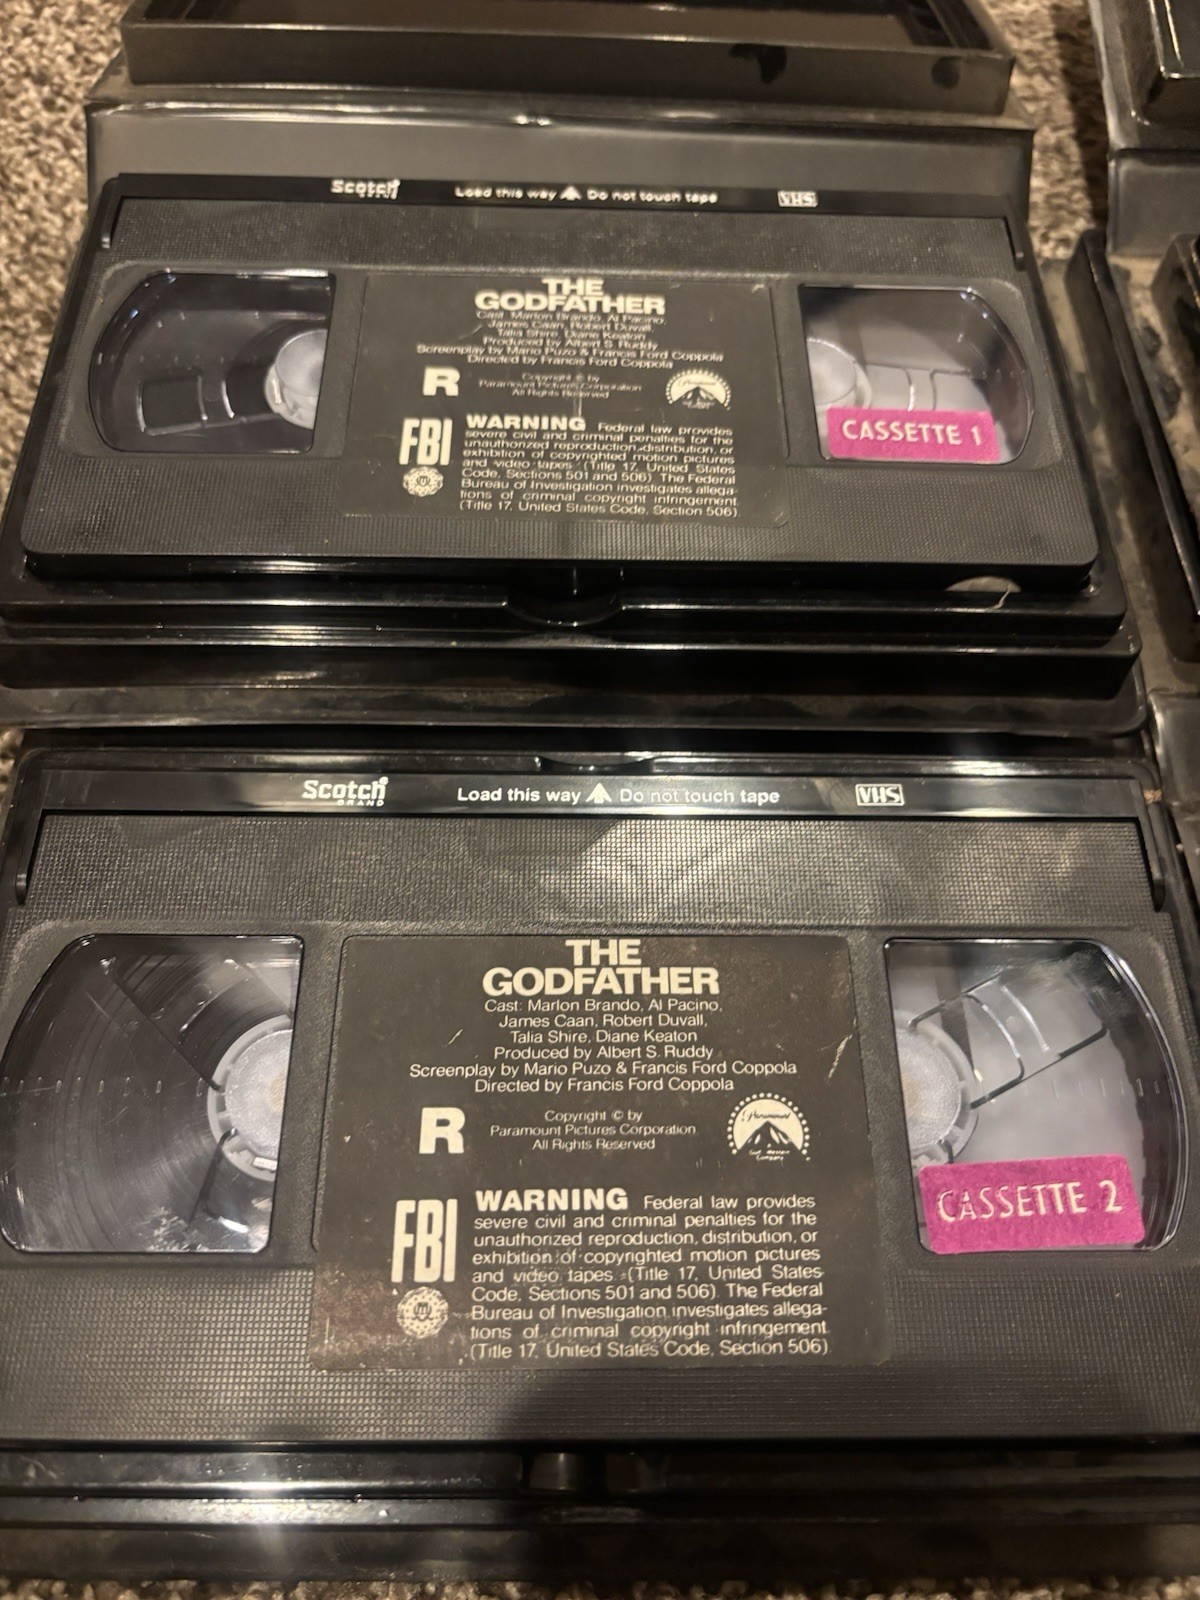 Scotch®
BRAND
Load this way Do not touch tape
VHS
THE
GODFATHER
Cast: Marlon Brando, Al Pacino,
James Caan, Robert Duvall,
Talia Shire, Diane Keaton
Produced by Albert S. Ruddy
Screenplay by Mario Puzo & Francis Ford Coppola
Directed by Francis Ford Coppola
R
Copyright © by
Paramount Pictures Corporation
All Rights Reserved
Paramount
CASSETTE 1
FBI
WARNING Federal law provides
severe civil and criminal penalties for the
unauthorized reproduction, distribution, or
exhibition of copyrighted motion pictures
and video tapes (Title 17, United States
Code, Sections 501 and 506). The Federal
Bureau of Investigation investigates allega-
tions of criminal copyright infringement
(Title 17, United States Code, Section 506).
Scotch®
BRAND
Load this way Do not touch tape
VHS
THE
GODFATHER
Cast: Marlon Brando, Al Pacino,
James Caan, Robert Duvall,
Talia Shire, Diane Keaton
Produced by Albert S. Ruddy
Screenplay by Mario Puzo & Francis Ford Coppola
Directed by Francis Ford Coppola
R
Copyright © by
Paramount Pictures Corporation
All Rights Reserved
Paramount
Company
CASSETTE 2
FBI
WARNING Federal law provides
severe civil and criminal penalties for the
unauthorized reproduction, distribution, or
exhibition of copyrighted motion pictures
and video tapes (Title 17, United States
Code, Sections 501 and 506). The Federal
Bureau of Investigation investigates allega-
tions of criminal copyright infringement
(Title 17, United States Code, Section 506).